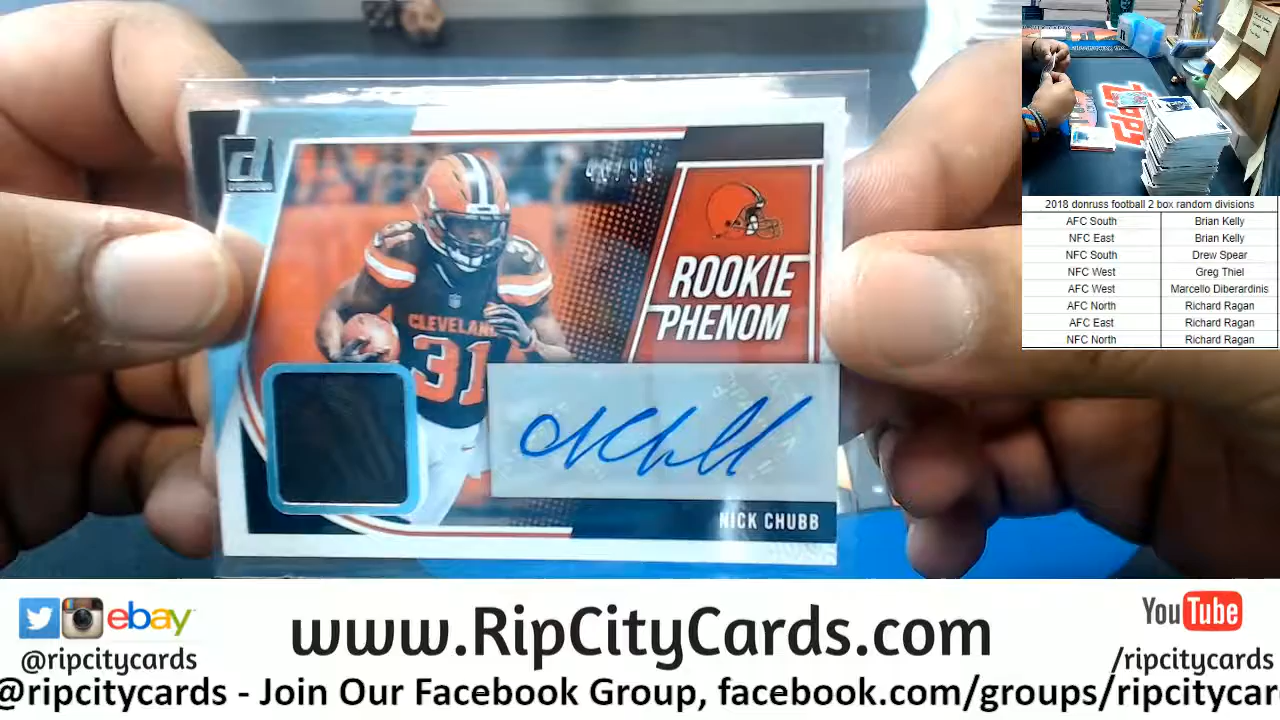 d
48/99
ROOKIE
PHENOM
CLEVELAND
31
31
NICK CHUBB
2018 donruss football 2 box random divisions
AFC South Brian Kelly
NFC East Brian Kelly
NFC South Drew Spear
NFC West Greg Thiel
AFC West Marcello Diberardinis
AFC North Richard Ragan
AFC East Richard Ragan
NFC North Richard Ragan
ebay
@ripcitycards
www.RipCityCards.com
YouTube
/ripcitycards
@ripcitycards - Join Our Facebook Group, facebook.com/groups/ripcitycar